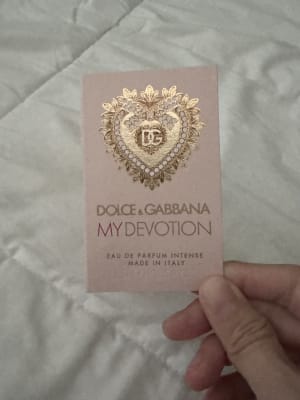 DG
DOLCE & GABBANA
MY DEVOTION
EAU DE PARFUM INTENSE
MADE IN ITALY